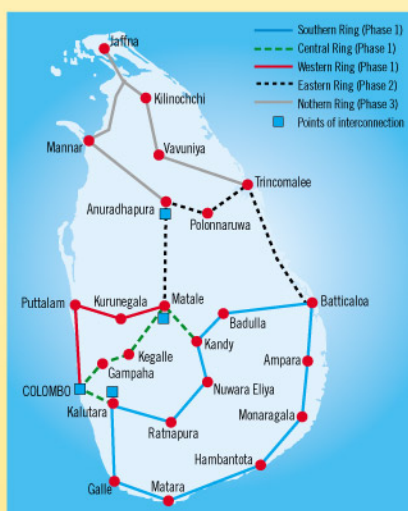 Jaffna
Southern Ring (Phase 1)
Central Ring (Phase 1)
Western Ring (Phase 1)
Eastern Ring (Phase 2)
Nothern Ring (Phase 3)
Points of interconnection
Kilinochchi
Mannar
Vavuniya
Trincomalee
Anuradhapura
Polonnaruwa
Puttalam
Kurunegala
Matale
Batticaloa
Badulla
Kandy
Kegalle
Ampara
Gampaha
COLOMBO
Nuwara Eliya
Kalutara
Monaragala
Ratnapura
Hambantota
Galle
Matara